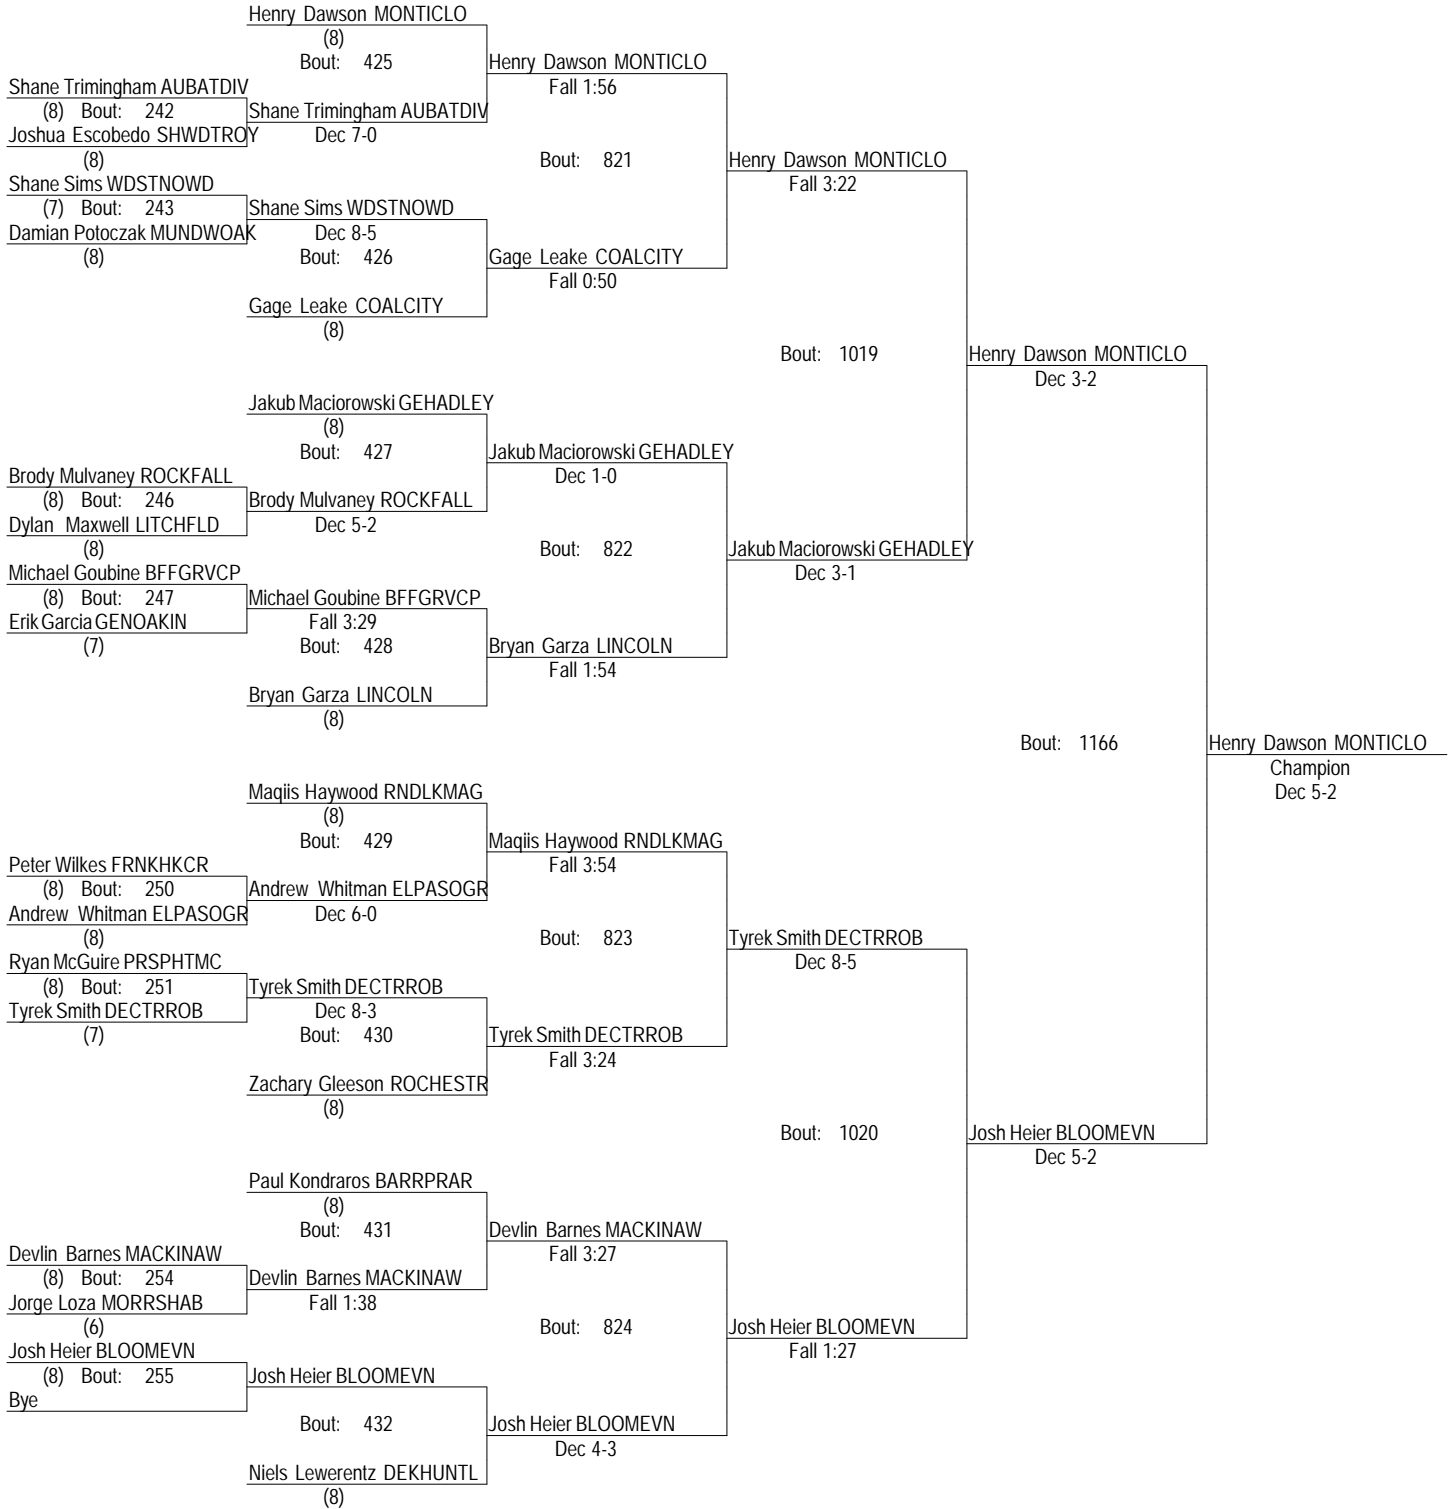 Henry Dawson MONTICLO
(8)
Bout: 425
Henry Dawson MONTICLO
Fall 1:56
Shane Trimingham AUBATDIV
(8) Bout: 242
Shane Trimingham AUBATDIV
Dec 7-0
Joshua Escobedo SHWDTROY
(8)
Bout: 821
Henry Dawson MONTICLO
Fall 3:22
Shane Sims WDSTNOWD
(7) Bout: 243
Shane Sims WDSTNOWD
Dec 8-5
Damian Potoczak MUNDWOAK
(8)
Bout: 426
Gage Leake COALCITY
Fall 0:50
Gage Leake COALCITY
(8)
Bout: 1019
Henry Dawson MONTICLO
Dec 3-2
Jakub Maciorowski GEHADLEY
(8)
Bout: 427
Jakub Maciorowski GEHADLEY
Dec 1-0
Brody Mulvaney ROCKFALL
(8) Bout: 246
Brody Mulvaney ROCKFALL
Dec 5-2
Dylan Maxwell LITCHFLD
(8)
Bout: 822
Jakub Maciorowski GEHADLEY
Dec 3-1
Michael Goubine BFFGRVCP
(8) Bout: 247
Michael Goubine BFFGRVCP
Fall 3:29
Erik Garcia GENOAKIN
(7)
Bout: 428
Bryan Garza LINCOLN
Fall 1:54
Bryan Garza LINCOLN
(8)
Bout: 1166
Henry Dawson MONTICLO
Champion
Dec 5-2
Maqiis Haywood RNDLKMAG
(8)
Bout: 429
Maqiis Haywood RNDLKMAG
Fall 3:54
Peter Wilkes FRNKHKCR
(8) Bout: 250
Andrew Whitman ELPASOGR
Dec 6-0
Andrew Whitman ELPASOGR
(8)
Bout: 823
Tyrek Smith DECTRROB
Dec 8-5
Ryan McGuire PRSPHTMC
(8) Bout: 251
Tyrek Smith DECTRROB
Dec 8-3
Tyrek Smith DECTRROB
(7)
Bout: 430
Tyrek Smith DECTRROB
Fall 3:24
Zachary Gleeson ROCHESTR
(8)
Bout: 1020
Josh Heier BLOOMEVN
Dec 5-2
Paul Kondraros BARRPRAR
(8)
Bout: 431
Devlin Barnes MACKINAW
Fall 3:27
Devlin Barnes MACKINAW
(8) Bout: 254
Devlin Barnes MACKINAW
Fall 1:38
Jorge Loza MORRSHAB
(6)
Bout: 824
Josh Heier BLOOMEVN
Fall 1:27
Josh Heier BLOOMEVN
(8) Bout: 255
Josh Heier BLOOMEVN
Bye
Bout: 432
Josh Heier BLOOMEVN
Dec 4-3
Niels Lewerentz DEKHUNTL
(8)